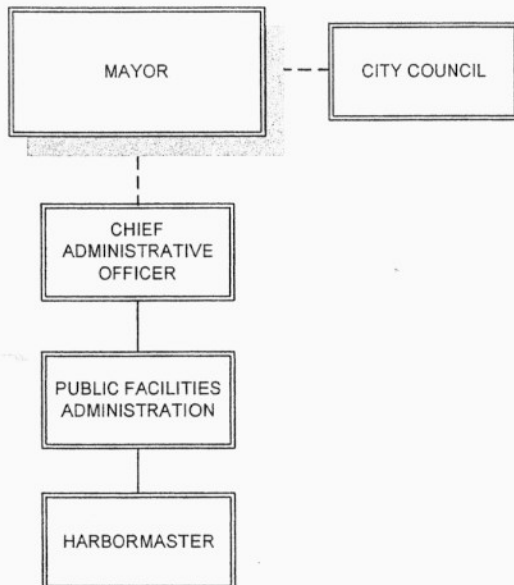 MAYOR
CITY COUNCIL
CHIEF
ADMINISTRATIVE
OFFICER
PUBLIC FACILITIES
ADMINISTRATION
HARBORMASTER